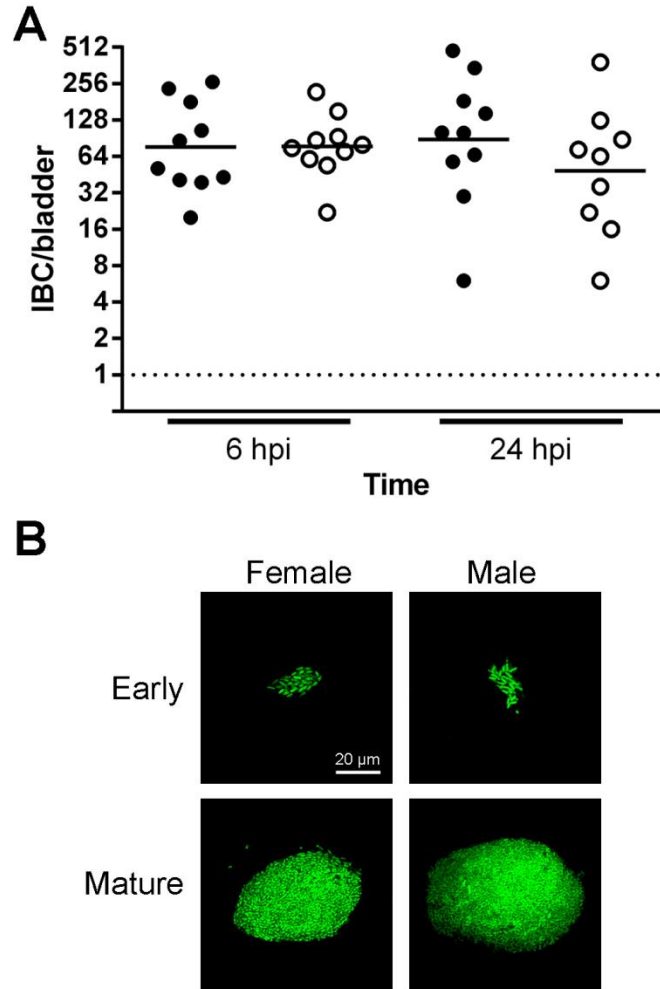 A
IBC/bladder
512
256
128
64
32
16
8
4
2
1
6 hpi 24 hpi
Time
B
Female Male
Early
20 µm
Mature